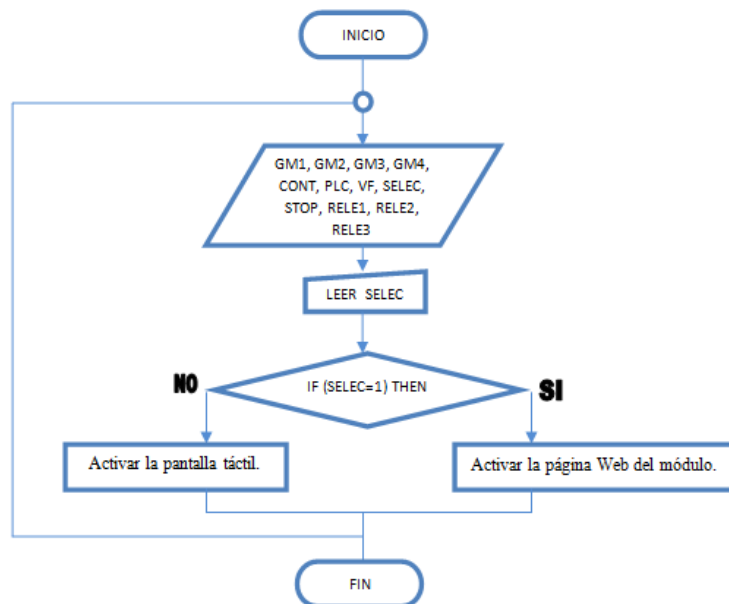 INICIO
GM1, GM2, GM3, GM4,
CONT, PLC, VF, SELEC,
STOP, RELE1, RELE2,
RELE3
LEER SELEC
IF (SELEC=1) THEN
NO
SI
Activar la pantalla táctil.
Activar la página Web del módulo.
FIN